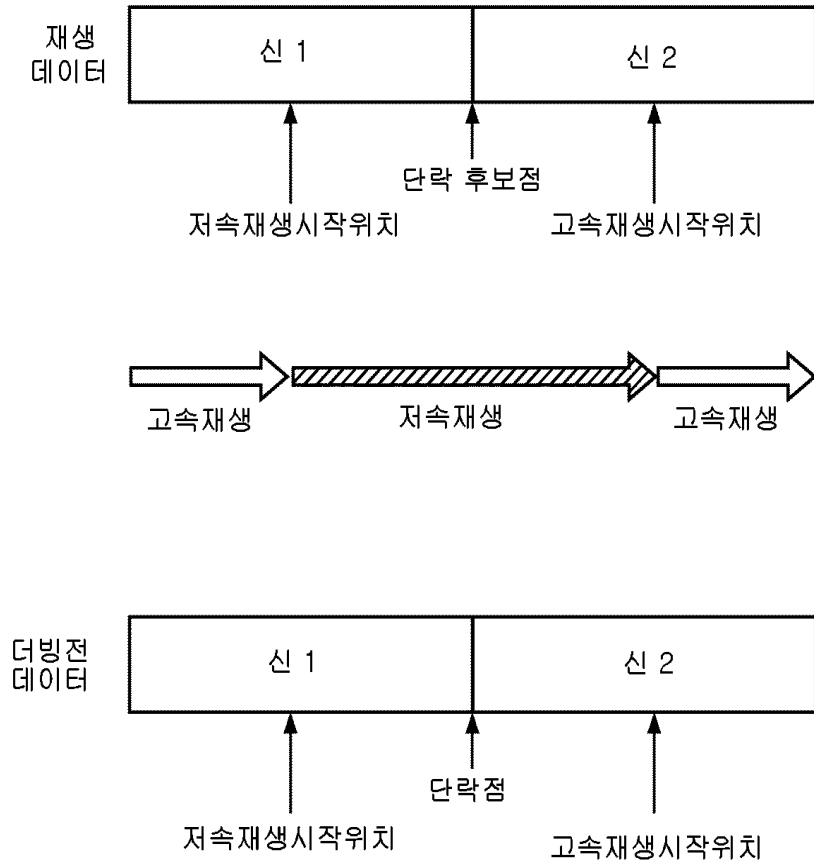 재생
데이터
신 1
신 2
단락 후보점
저속재생시작위치
고속재생시작위치
고속재생
저속재생
고속재생
더빙전
데이터
신 1
신 2
단락점
저속재생시작위치
고속재생시작위치